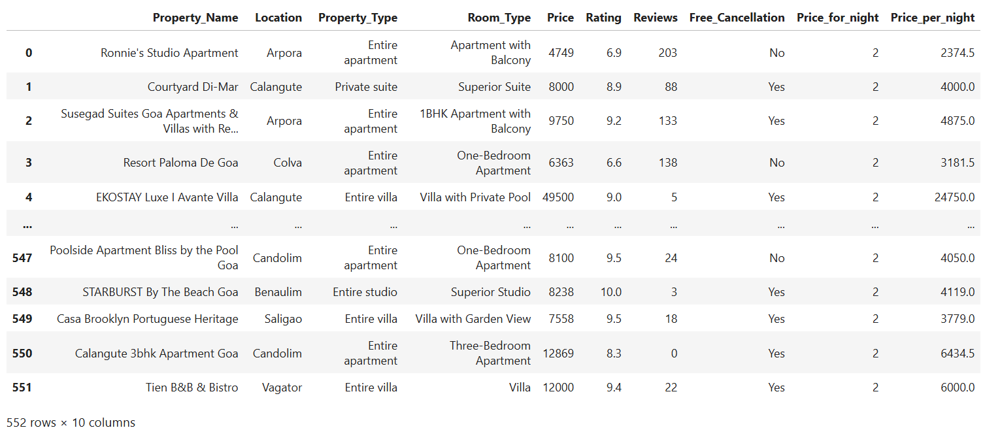 Property_Name Location Property_Type Room_Type Price Rating Reviews Free_Cancellation Price_for_night Price_per_night
0 Ronnie's Studio Apartment Arpora Entire apartment Apartment with Balcony 4749 6.9 203 No 2 2374.5
1 Courtyard Di-Mar Calangute Private suite Superior Suite 8000 8.9 88 Yes 2 4000.0
2 Susegad Suites Goa Apartments & Villas with Re... Arpora Entire apartment 1BHK Apartment with Balcony 9750 9.2 133 Yes 2 4875.0
3 Resort Paloma De Goa Colva Entire apartment One-Bedroom Apartment 6363 6.6 138 No 2 3181.5
4 EKOSTAY Luxe I Avante Villa Calangute Entire villa Villa with Private Pool 49500 9.0 5 Yes 2 24750.0
... ... ... ... ... ... ... ... ... ... ...
547 Poolside Apartment Bliss by the Pool Goa Candolim Entire apartment One-Bedroom Apartment 8100 9.5 24 No 2 4050.0
548 STARBURST By The Beach Goa Benaulim Entire studio Superior Studio 8238 10.0 3 Yes 2 4119.0
549 Casa Brooklyn Portuguese Heritage Saligao Entire villa Villa with Garden View 7558 9.5 18 Yes 2 3779.0
550 Calangute 3bhk Apartment Goa Candolim Entire apartment Three-Bedroom Apartment 12869 8.3 0 Yes 2 6434.5
551 Tien B&B & Bistro Vagator Entire villa Villa 12000 9.4 22 Yes 2 6000.0
552 rows × 10 columns